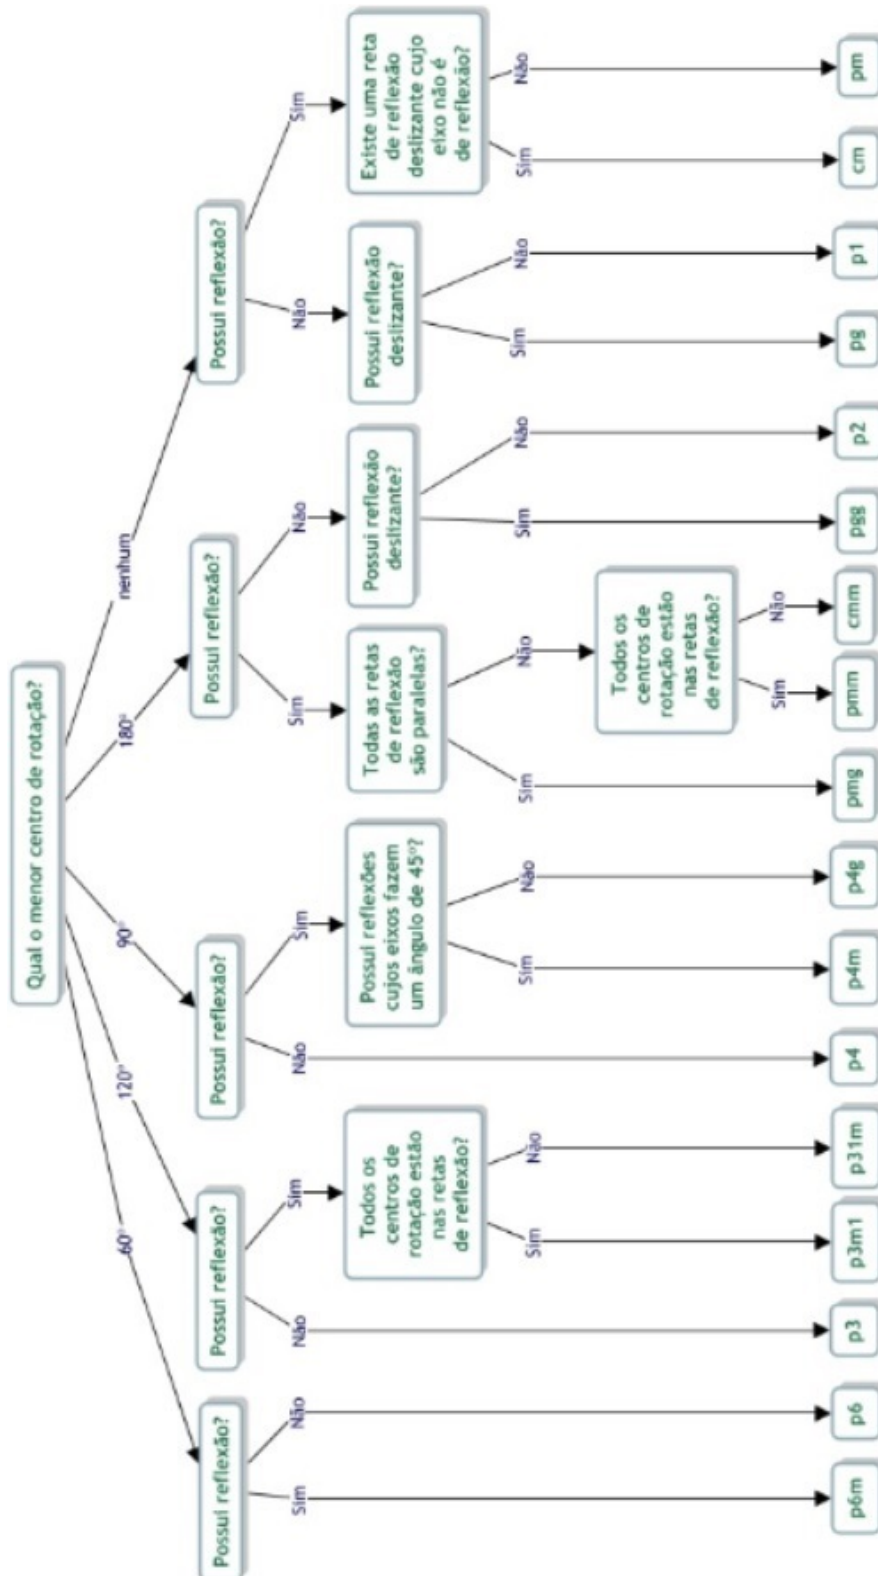 Qual o menor centro de rotação?
60º
120º
90º
180º
nenhum
Possui reflexão?
Possui reflexão?
Possui reflexão?
Possui reflexão?
Possui reflexão?
Sim
Não
Não
Sim
Não
Sim
Sim
Não
Não
Sim
Todos os
centros de
rotação estão
nas retas
de reflexão?
Possui reflexões
cujos eixos fazem
um ângulo de 45º?
Todas as retas
de reflexão
são paralelas?
Possui reflexão
deslizante?
Possui reflexão
deslizante?
Existe uma reta
de reflexão
deslizante cujo
eixo não é
de reflexão?
Sim
Não
Sim
Não
Sim
Não
Sim
Não
Sim
Não
Sim
Não
Todos os
centros de
rotação estão
nas retas
de reflexão?
Sim
Não
p6m
p6
p3
p3m1
p31m
p4
p4m
p4g
pmg
pmm
cmm
pgg
p2
pg
p1
cm
pm